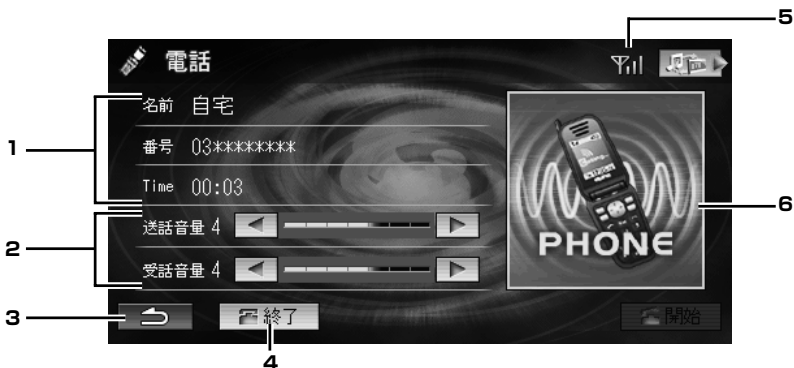 5
電話
1
名前 自宅
番号 03********
Time 00:03
2
送話音量 4
受話音量 4
PHONE
6
3
終了
開始
4